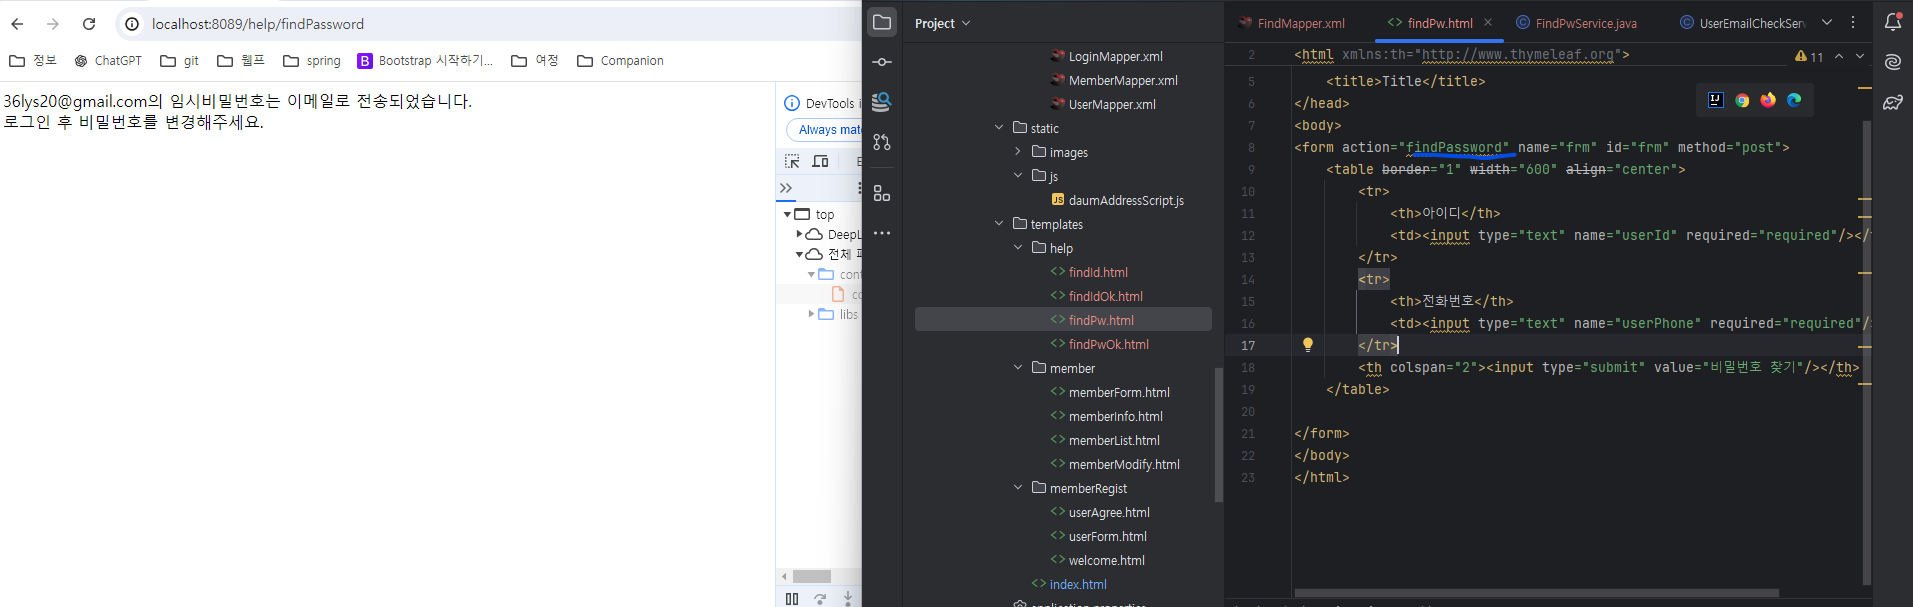 localhost:8089/help/findPassword
정보
ChatGPT
git
웹프
spring
B
Bootstrap 시작하기...
여정
Companion
36lys20@gmail.com의 임시비밀번호는 이메일로 전송되었습니다.
로그인 후 비밀번호를 변경해주세요.
DevTools i
Always mat
top
DeepL
전체
con
co
libs
Project
LoginMapper.xml
MemberMapper.xml
UserMapper.xml
static
images
js
JS
daumAddressScript.js
templates
help
findId.html
findIdOk.html
findPw.html
findPwOk.html
member
memberForm.html
memberInfo.html
memberList.html
memberModify.html
memberRegist
userAgree.html
userForm.html
welcome.html
index.html
application.properties
FindMapper.xml
findPw.html
FindPwService.java
UserEmailCheckSer
11
2 <html xmlns:th="http://www.thymeleaf.org">
5 <title>Title</title>
6 </head>
7 <body>
8 <form action="findPassword" name="frm" id="frm" method="post">
9 <table border="1" width="600" align="center">
10 <tr>
11 <th>아이디</th>
12 <td><input type="text" name="userId" required="required"/></
13 </tr>
14 <tr>
15 <th>전화번호</th>
16 <td><input type="text" name="userPhone" required="required"/
17 </tr>
18 <th colspan="2"><input type="submit" value="비밀번호 찾기"/></th>
19 </table>
20
21 </form>
22 </body>
23 </html>